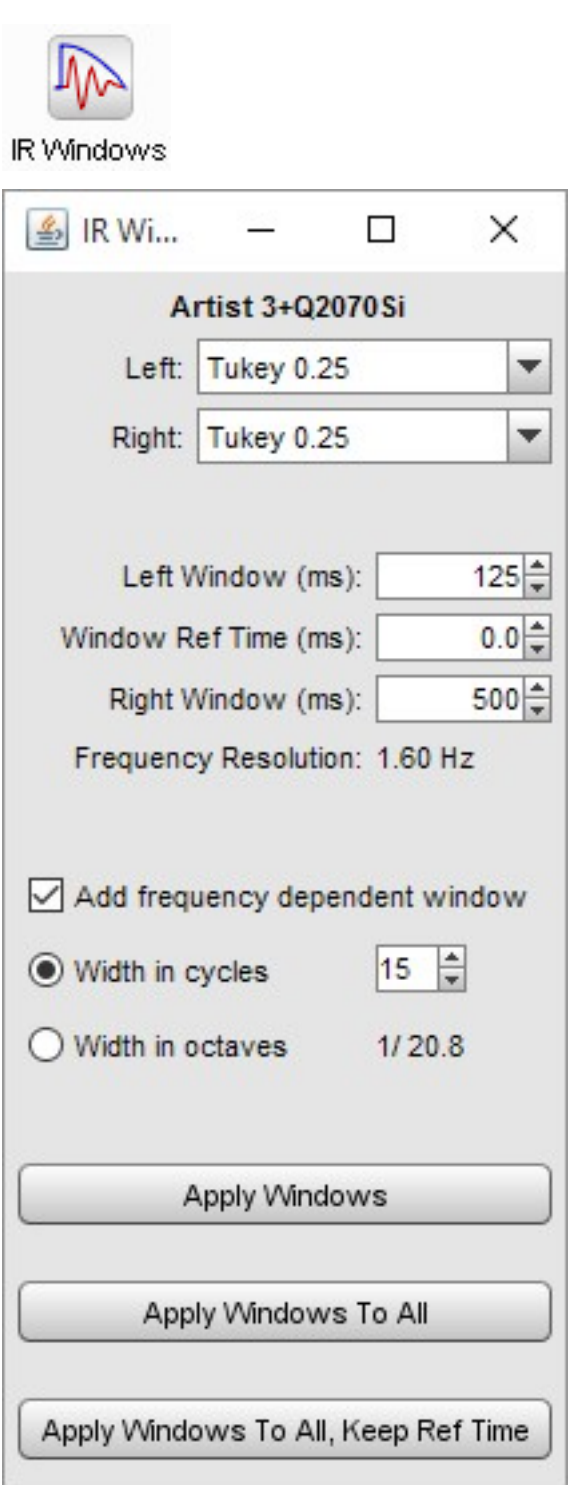 IR Windows
IR Wi...
Artist 3+Q2070Si
Left: Tukey 0.25
Right: Tukey 0.25
Left Window (ms): 125
Window Ref Time (ms): 0.0
Right Window (ms): 500
Frequency Resolution: 1.60 Hz
Add frequency dependent window
Width in cycles 15
Width in octaves 1/ 20.8
Apply Windows
Apply Windows To All
Apply Windows To All, Keep Ref Time